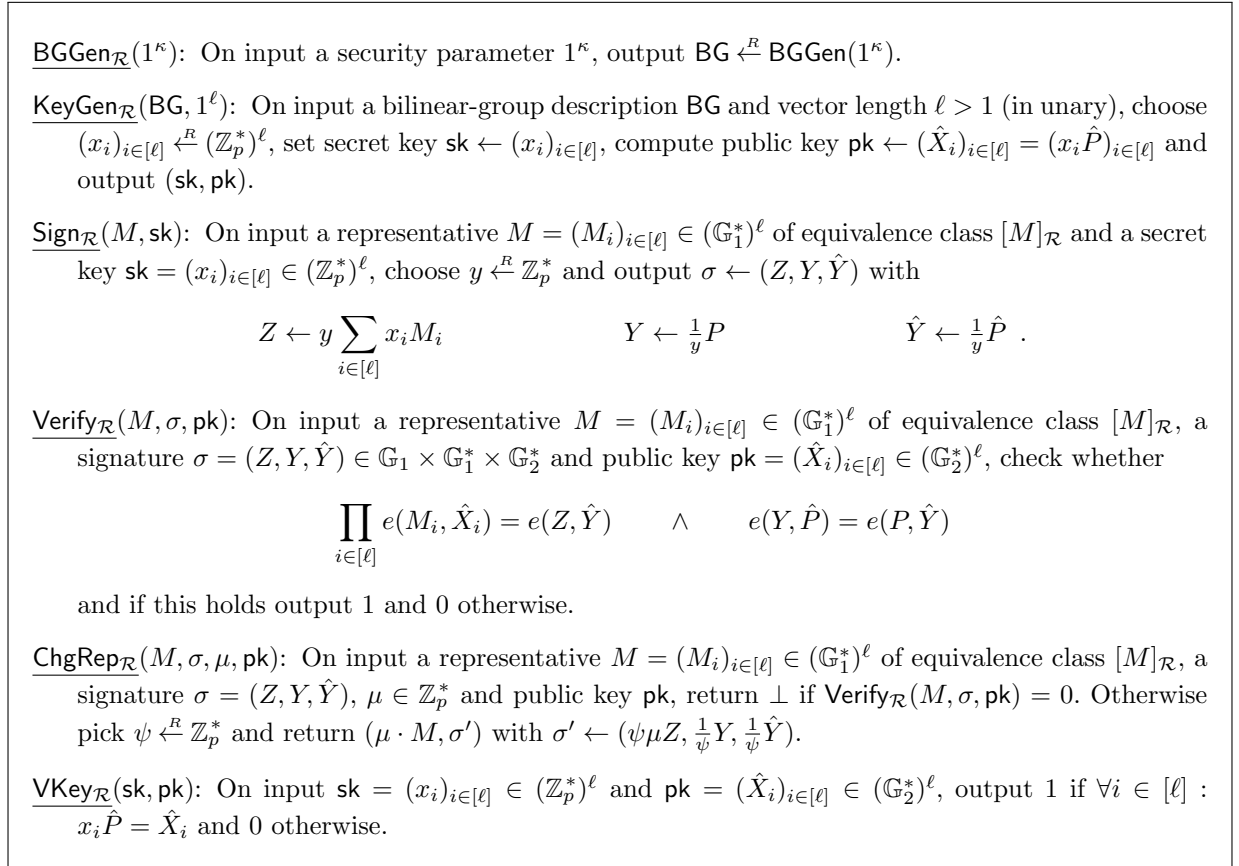 BGGen_R(1^κ): On input a security parameter 1^κ, output BG ←^R BGGen(1^κ).
KeyGen_R(BG, 1^ℓ): On input a bilinear-group description BG and vector length ℓ > 1 (in unary), choose
(x_i)_{i∈[ℓ]} ←^R (ℤ_p^*)^ℓ, set secret key sk ← (x_i)_{i∈[ℓ]}, compute public key pk ← (X̂_i)_{i∈[ℓ]} = (x_i P̂)_{i∈[ℓ]} and
output (sk, pk).
Sign_R(M, sk): On input a representative M = (M_i)_{i∈[ℓ]} ∈ (𝔾_1^*)^ℓ of equivalence class [M]_R and a secret
key sk = (x_i)_{i∈[ℓ]} ∈ (ℤ_p^*)^ℓ, choose y ←^R ℤ_p^* and output σ ← (Z, Y, Ŷ) with
Z ← y ∑_{i∈[ℓ]} x_i M_i Y ← 1/y P Ŷ ← 1/y P̂ .
Verify_R(M, σ, pk): On input a representative M = (M_i)_{i∈[ℓ]} ∈ (𝔾_1^*)^ℓ of equivalence class [M]_R, a
signature σ = (Z, Y, Ŷ) ∈ 𝔾_1 × 𝔾_1^* × 𝔾_2^* and public key pk = (X̂_i)_{i∈[ℓ]} ∈ (𝔾_2^*)^ℓ, check whether
∏_{i∈[ℓ]} e(M_i, X̂_i) = e(Z, Ŷ) ∧ e(Y, P̂) = e(P, Ŷ)
and if this holds output 1 and 0 otherwise.
ChgRep_R(M, σ, μ, pk): On input a representative M = (M_i)_{i∈[ℓ]} ∈ (𝔾_1^*)^ℓ of equivalence class [M]_R, a
signature σ = (Z, Y, Ŷ), μ ∈ ℤ_p^* and public key pk, return ⊥ if Verify_R(M, σ, pk) = 0. Otherwise
pick ψ ←^R ℤ_p^* and return (μ · M, σ′) with σ′ ← (ψμZ, 1/ψ Y, 1/ψ Ŷ).
VKey_R(sk, pk): On input sk = (x_i)_{i∈[ℓ]} ∈ (ℤ_p^*)^ℓ and pk = (X̂_i)_{i∈[ℓ]} ∈ (𝔾_2^*)^ℓ, output 1 if ∀i ∈ [ℓ] :
x_i P̂ = X̂_i and 0 otherwise.